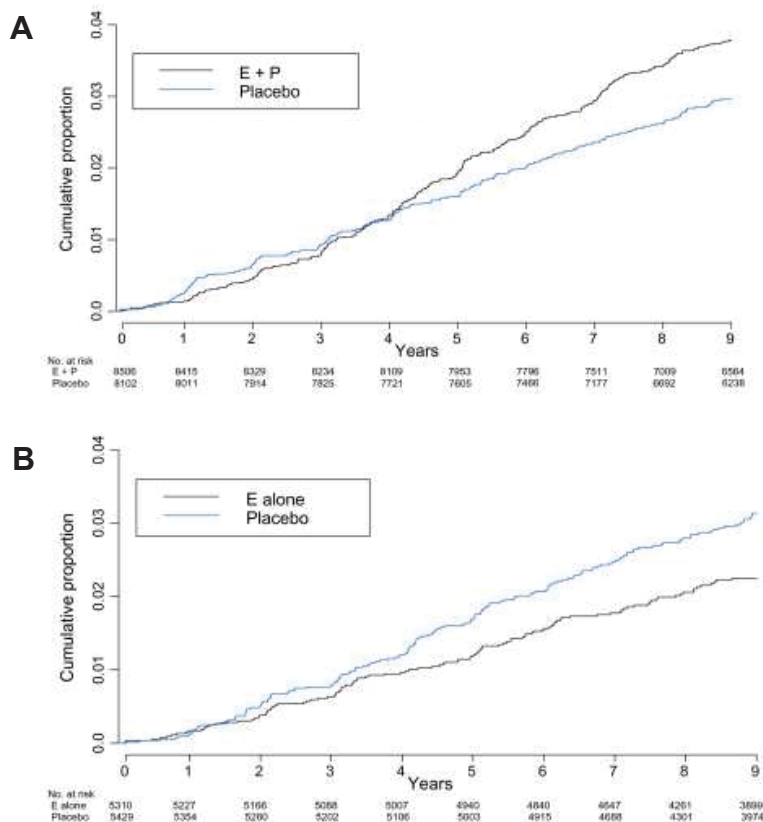 A
0.04
0.03
0.02
0.01
0.0
Cumulative proportion
E + P
Placebo
0 1 2 3 4 5 6 7 8 9
Years
No. at risk
E + P 8506 8415 8329 8234 8109 7953 7796 7511 7009 6564
Placebo 8102 8011 7914 7825 7721 7605 7466 7177 6692 6238
B
0.04
0.03
0.02
0.01
0.0
Cumulative proportion
E alone
Placebo
0 1 2 3 4 5 6 7 8 9
Years
No. at risk
E alone 5310 5227 5166 5007 4940 4840 4647 4261 3899
Placebo 5429 5354 5260 5202 5106 5003 4915 4688 4301 3974